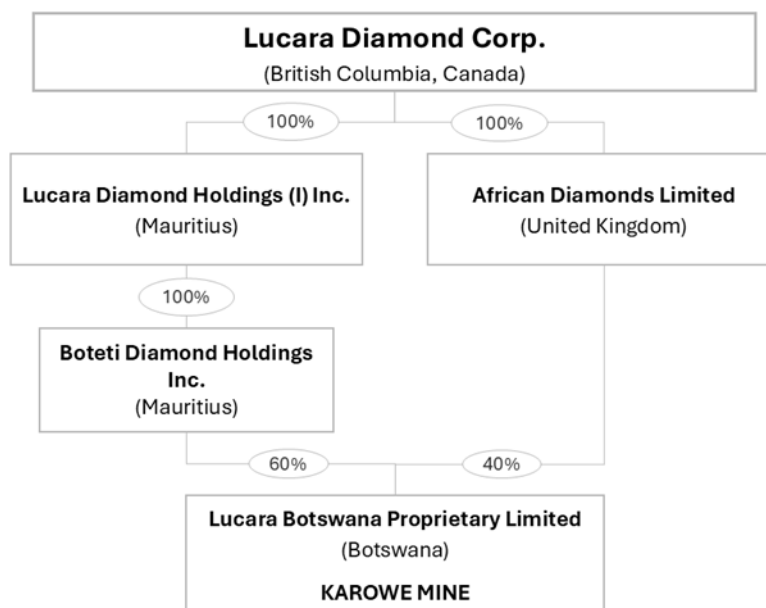 Lucara Diamond Corp.
(British Columbia, Canada)
100%
100%
Lucara Diamond Holdings (I) Inc.
(Mauritius)
African Diamonds Limited
(United Kingdom)
100%
Boteti Diamond Holdings
Inc.
(Mauritius)
60%
40%
Lucara Botswana Proprietary Limited
(Botswana)
KAROWE MINE